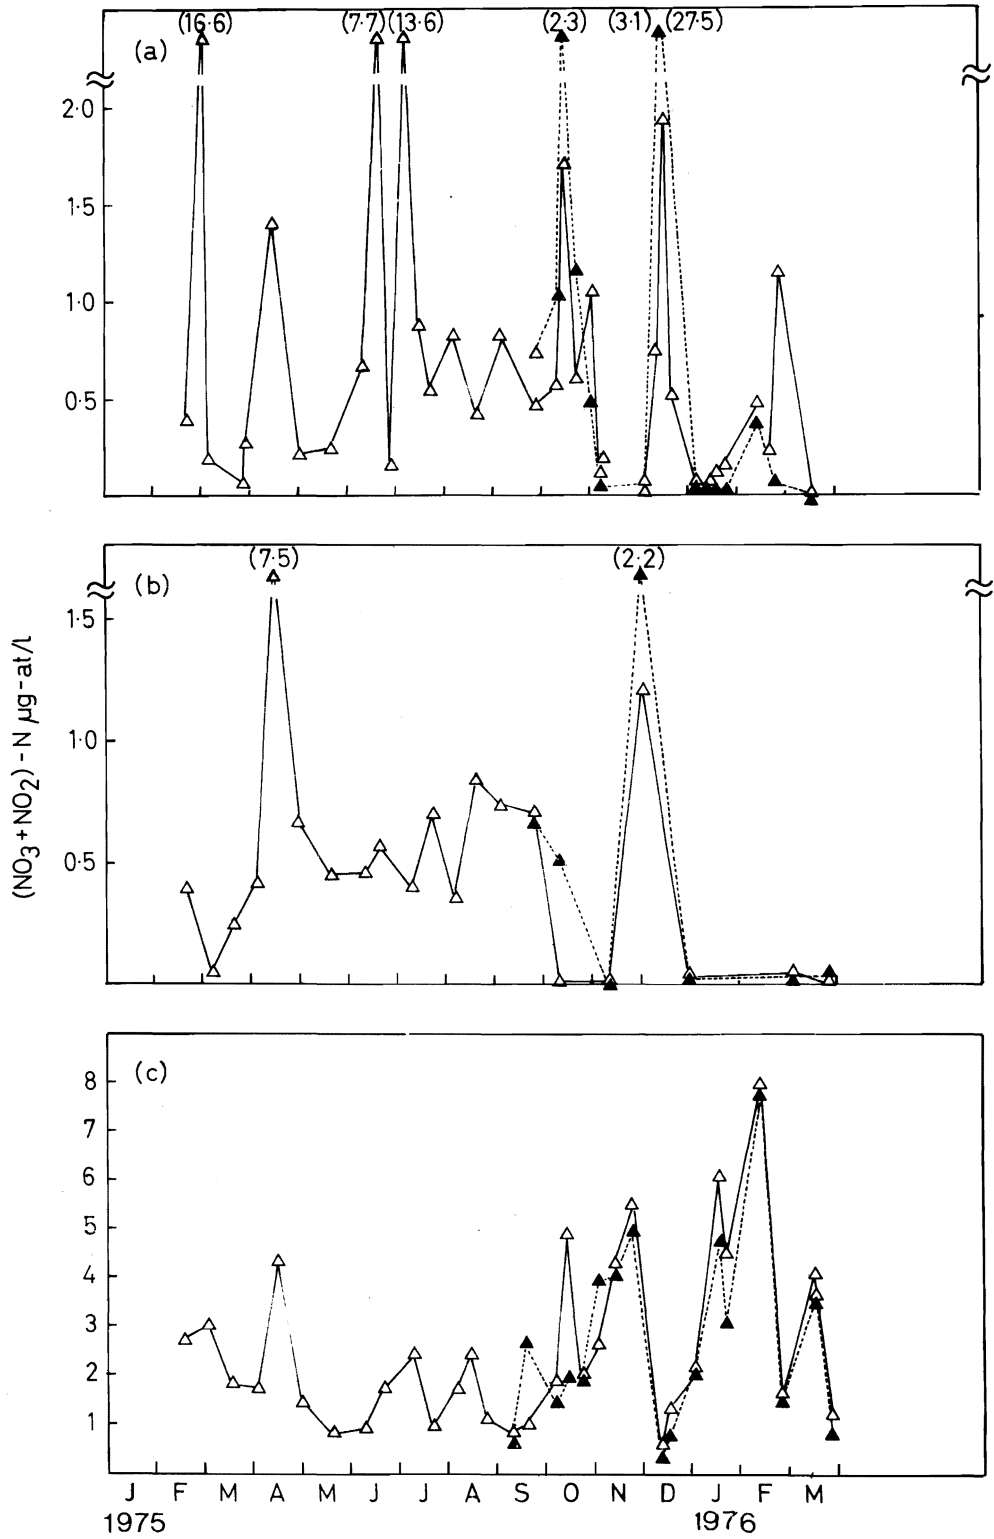 (16·6) (7·7) (13·6) (2·3) (3·1) (27·5)
(a)
2·0
1·5
1·0
0·5
(7·5) (2·2)
(b)
1·5
1·0
0·5
(NO3+NO2)-N µg-at/l
(c)
8
7
6
5
4
3
2
1
J F M A M J J A S O N D J F M
1975 1976